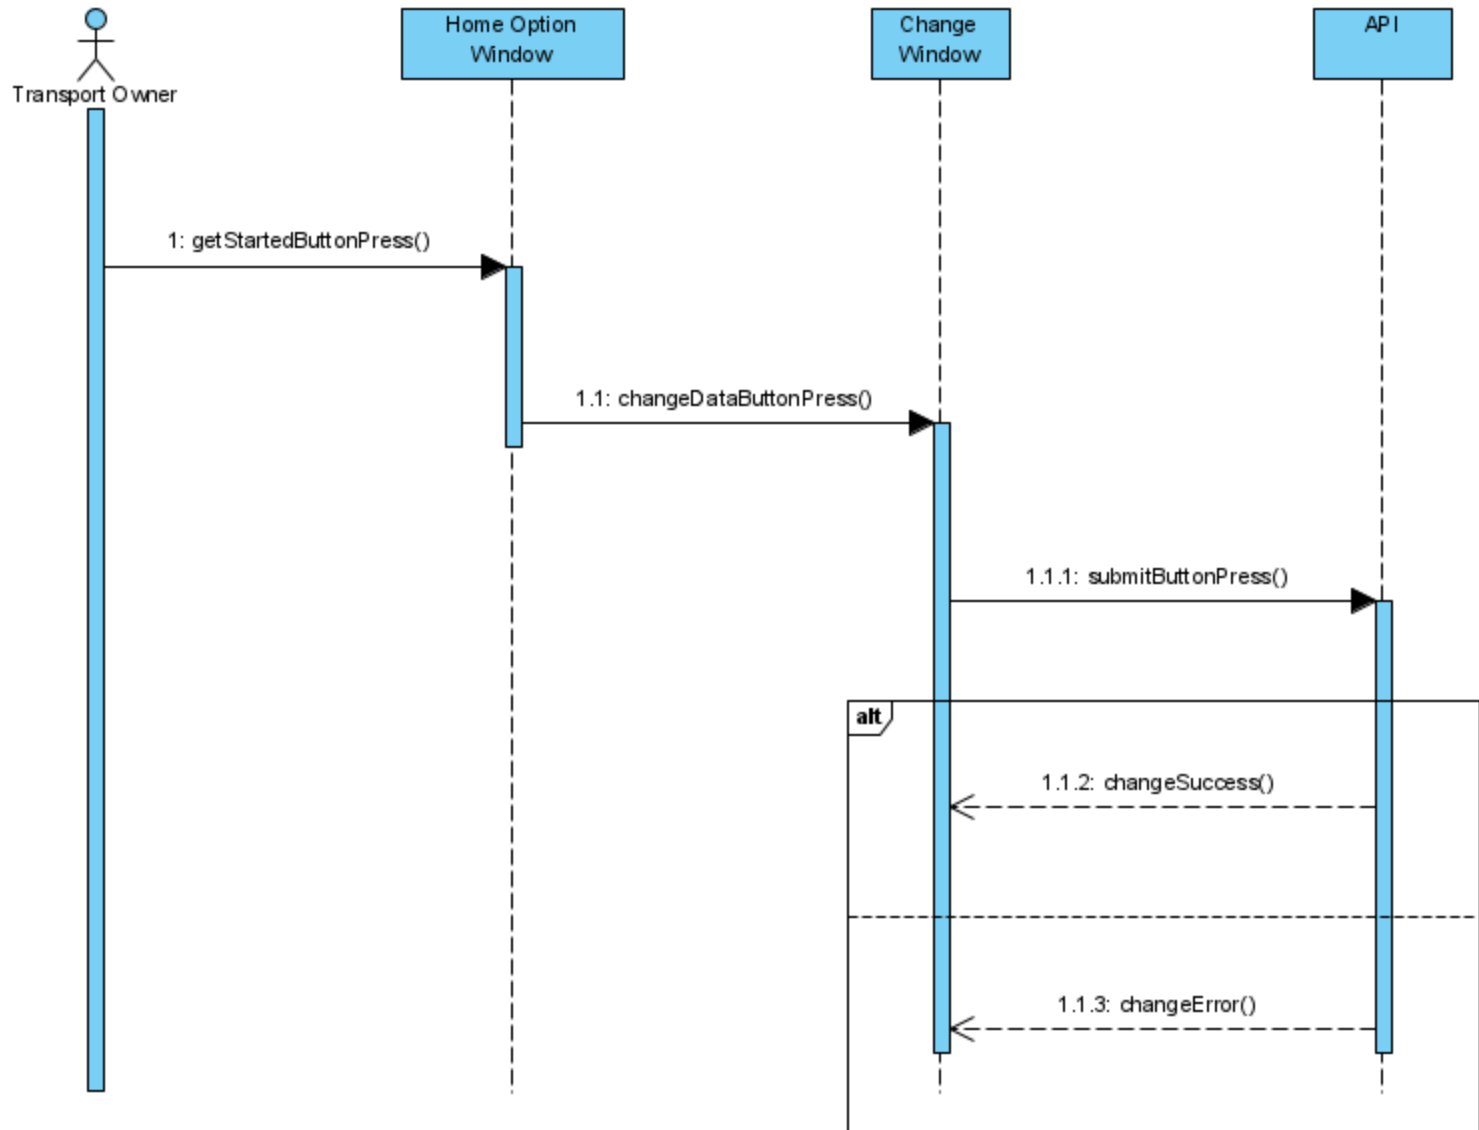 Transport Owner
Home Option
Window
Change
Window
API
1: getStartedButtonPress()
1.1: changeDataButtonPress()
1.1.1: submitButtonPress()
alt
1.1.2: changeSuccess()
1.1.3: changeError()